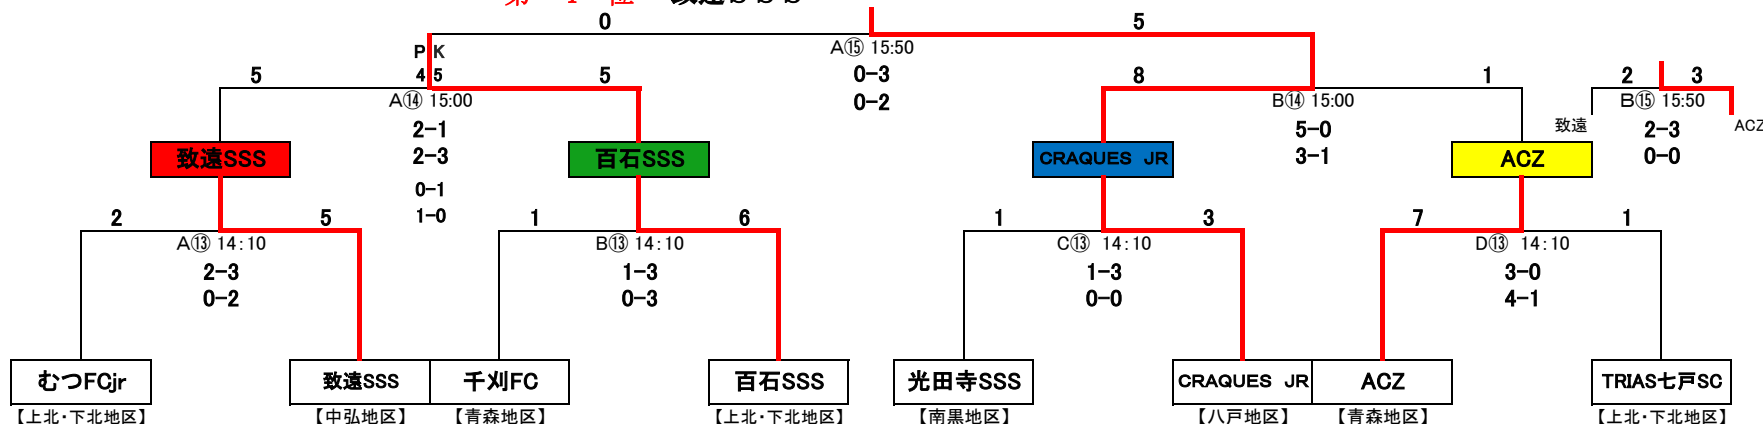 0 5
A⑮ 15:50
0-3
0-2
P K
4 5
5 5
A⑭ 15:00
2-1
2-3
0-1
1-0
8 1
B⑭ 15:00
5-0
3-1
2 3
B⑮ 15:50
致遠 ACZ
2-3
0-0
致遠SSS
百石SSS
CRAQUES JR
ACZ
2 5
A⑬ 14:10
2-3
0-2
1 6
B⑬ 14:10
1-3
0-3
1 3
C⑬ 14:10
1-3
0-0
7 1
D⑬ 14:10
3-0
4-1
むつFCjr
致遠SSS
千刈FC
百石SSS
光田寺SSS
CRAQUES JR
ACZ
TRIAS七戸SC
【上北・下北地区】
【中弘地区】
【青森地区】
【上北・下北地区】
【南黒地区】
【八戸地区】
【青森地区】
【上北・下北地区】